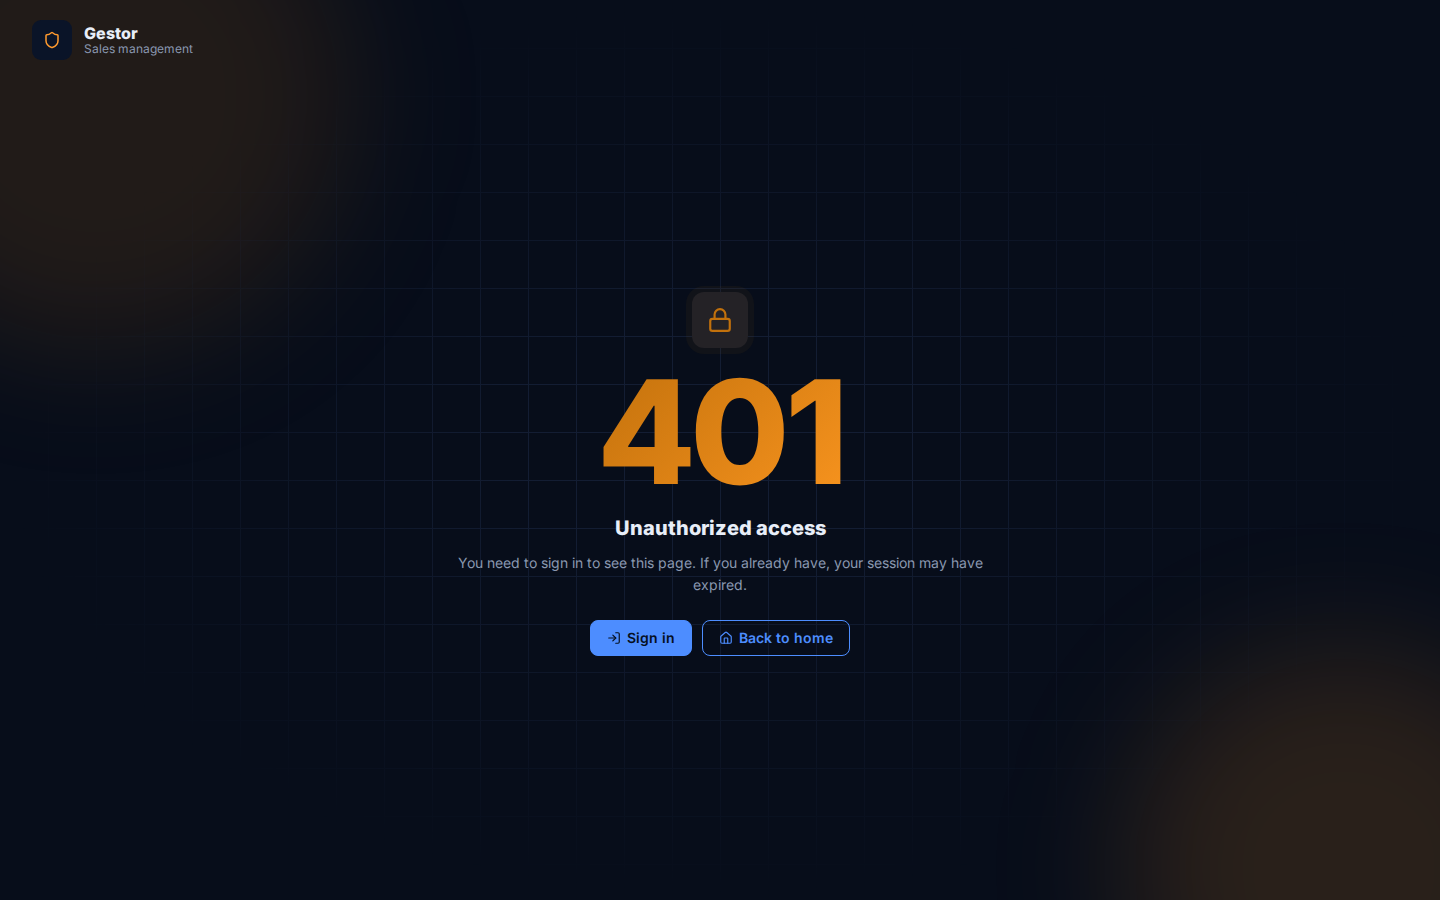 Gestor
Sales management
401
Unauthorized access
You need to sign in to see this page. If you already have, your session may have
expired.
Sign in
Back to home